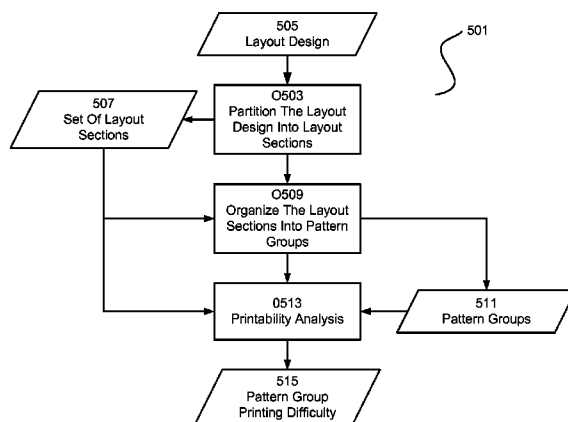 505
Layout Design
501
O503
Partition The Layout
Design Into Layout
Sections
507
Set Of Layout
Sections
O509
Organize The Layout
Sections Into Pattern
Groups
0513
Printability Analysis
511
Pattern Groups
515
Pattern Group
Printing Difficulty